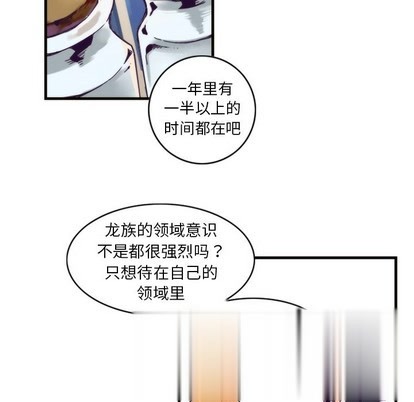 一年里有
一半以上的
时间都在吧
龙族的领域意识
不是都很强烈吗？
只想待在自己的
领域里